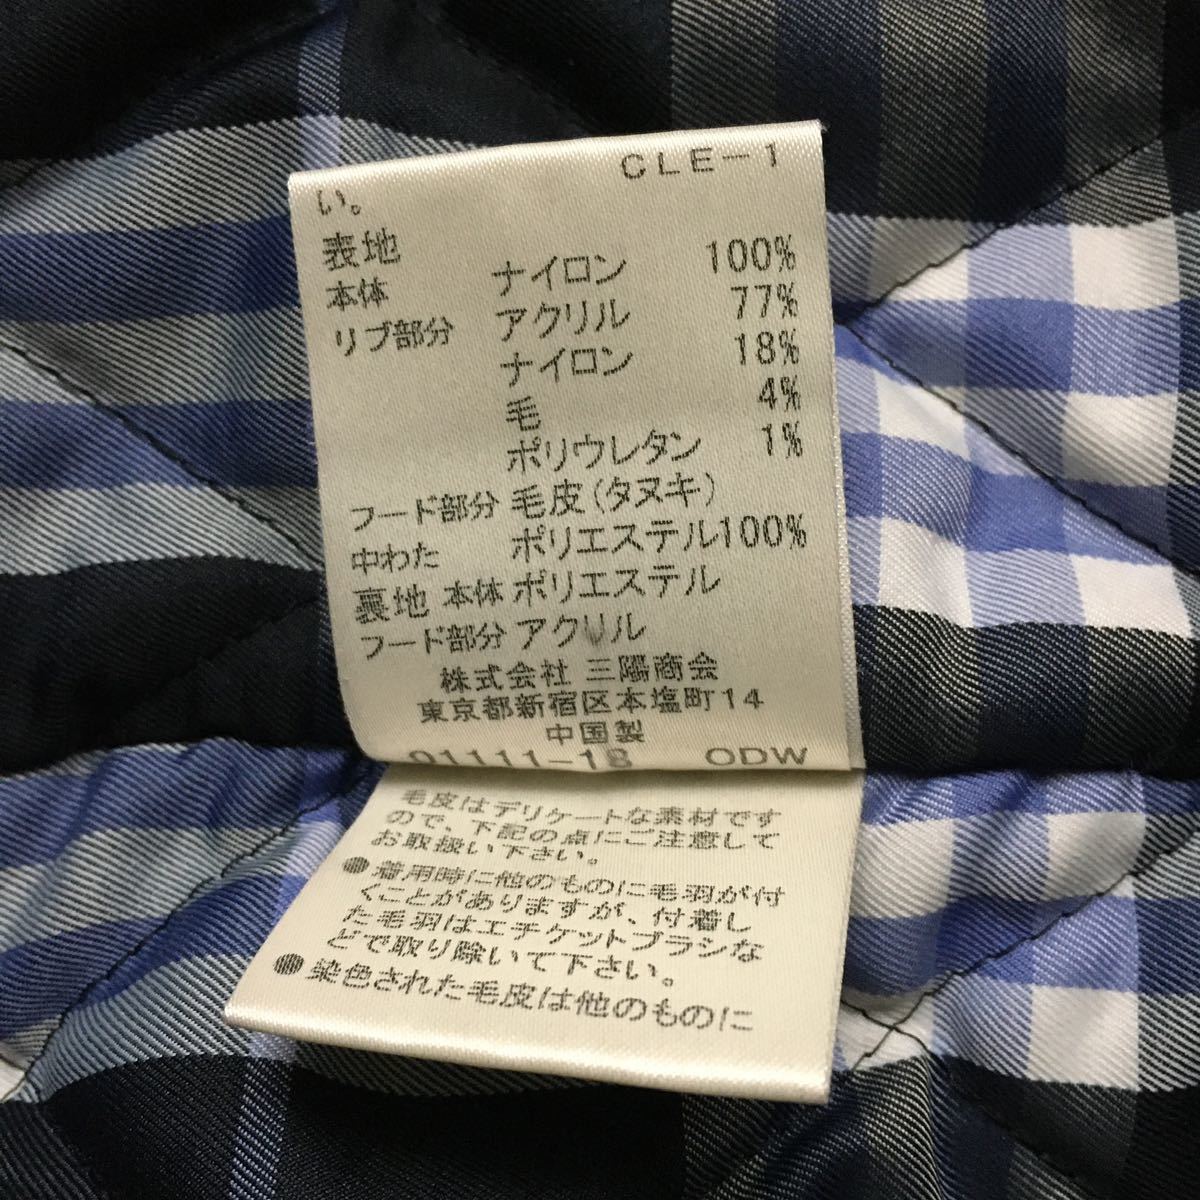 CLE-1
い。
表地
本体 ナイロン 100%
リブ部分 アクリル 77%
ナイロン 18%
毛 4%
ポリウレタン 1%
フード部分 毛皮(タヌキ)
中わた ポリエステル100%
裏地 本体 ポリエステル
フード部分 アクリル
株式会社 三陽商会
東京都新宿区本塩町14
中国製
01111-18 ODW
毛皮はデリケートな素材です
ので、下記の点にご注意して
お取扱い下さい。
●着用時に他のものに毛羽が付
くことがありますが、付着し
た毛羽はエチケットブラシな
どで取り除いて下さい。
●染色された毛皮は他のものに